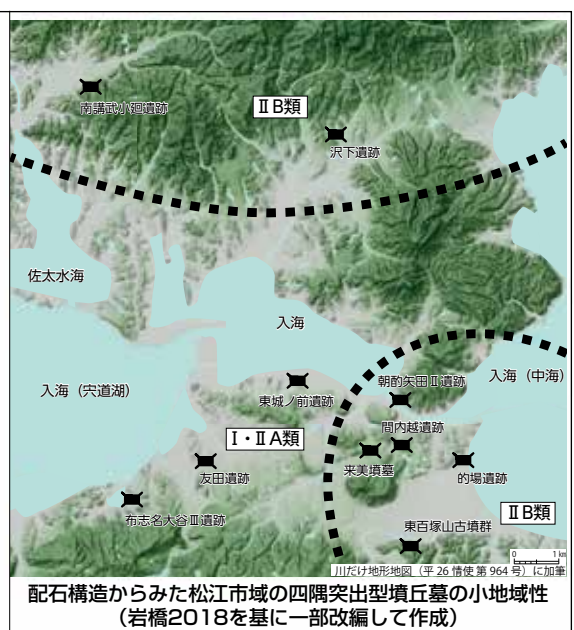 南講武小廻遺跡
ⅡB類
沢下遺跡
佐太水海
入海
朝酌矢田Ⅱ遺跡
入海（中海）
入海（宍道湖）
東城ノ前遺跡
間内越遺跡
Ⅰ・ⅡA類
来美墳墓
的場遺跡
友田遺跡
布志名大谷Ⅲ遺跡
ⅡB類
東百塚山古墳群
0 1km
川だけ地形地図（平 26 情使 第 964 号）に加筆
配石構造からみた松江市域の四隅突出型墳丘墓の小地域性
（岩橋2018を基に一部改編して作成）